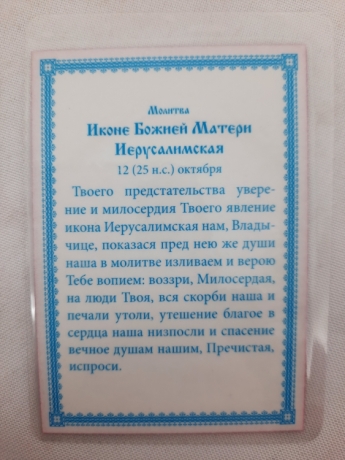 Молитва
Иконе Божией Матери
Иерусалимская
12 (25 н.с.) октября
Твоего предстательства увере-
ние и милосердия Твоего явление
икона Иерусалимская нам, Влады-
чице, показася пред нею же души
наша в молитве изливаем и верою
Тебе вопием: воззри, Милосердая,
на люди Твоя, вся скорби наша и
печали утоли, утешение благое в
сердца наша низпосли и спасение
вечное душам нашим, Пречистая,
испроси.